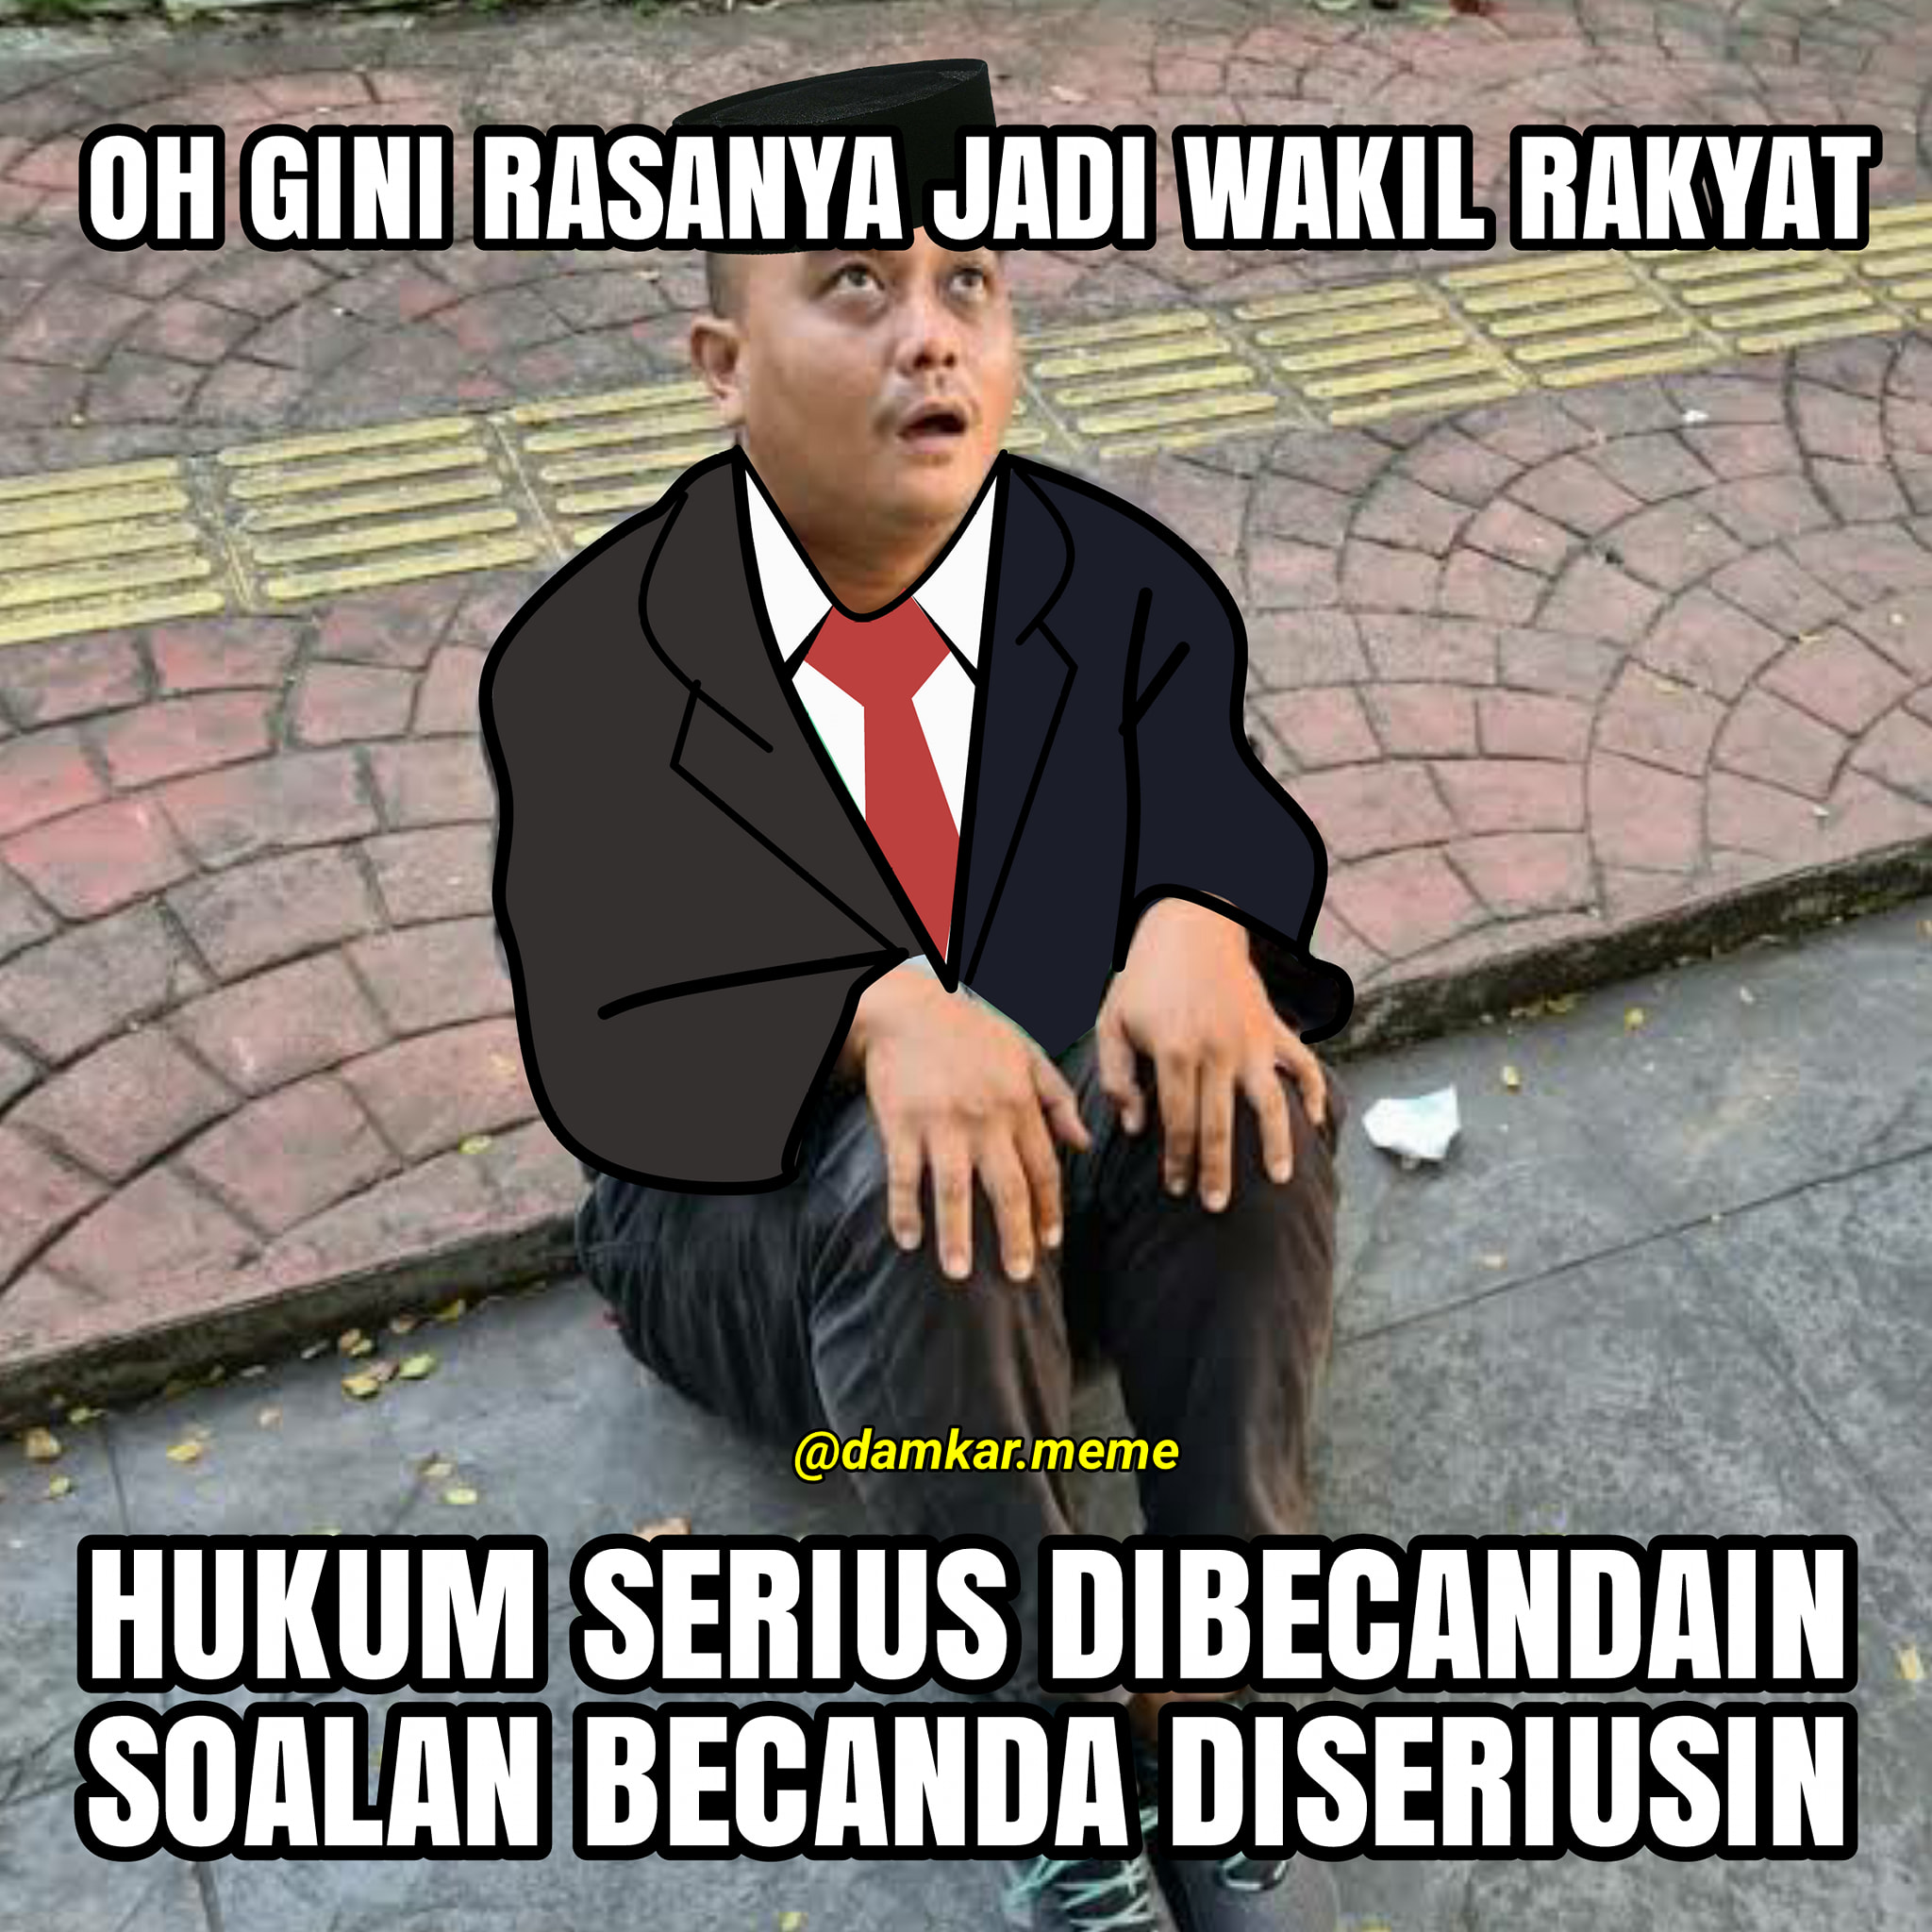 OH GINI RASANYA JADI WAKIL RAKYAT
@damkar.meme
HUKUM SERIUS DIBECANDAIN
SOALAN BECANDA DISERIUSIN